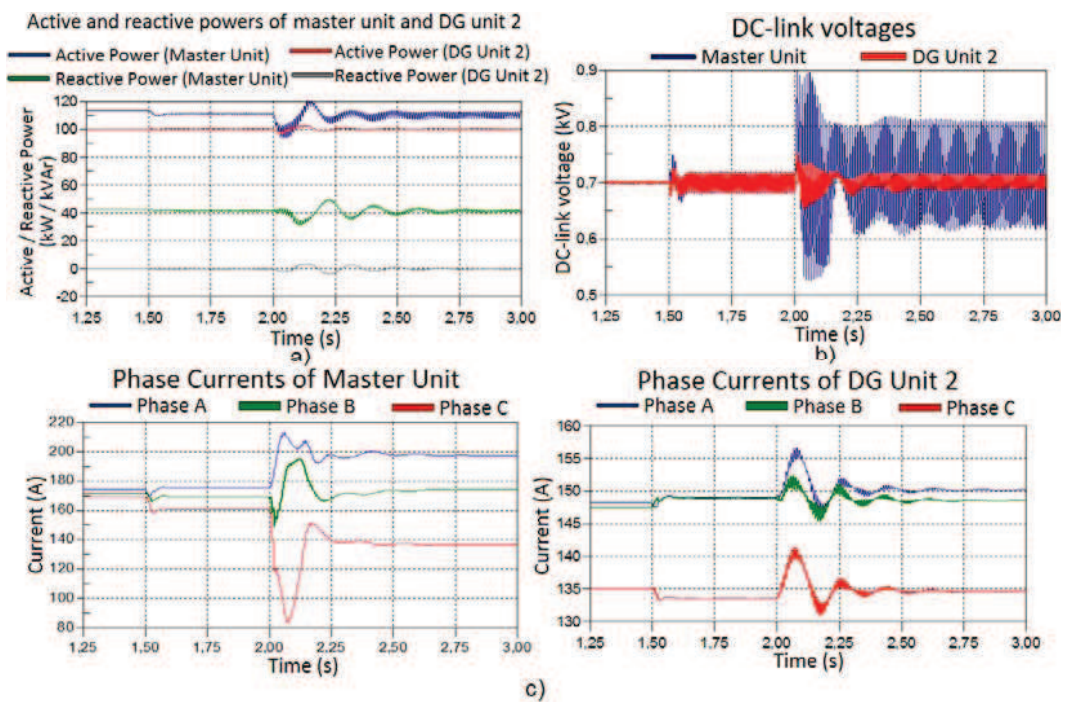 Active and reactive powers of master unit and DG unit 2
Active Power (Master Unit) Active Power (DG Unit 2)
Reactive Power (Master Unit) Reactive Power (DG Unit 2)
Active / Reactive Power
(kW / kVAr)
120
100
80
60
40
20
0
-20
1,25 1,50 1,75 2,00 2,25 2,50 2,75 3,00
Time (s)
a)
DC-link voltages
Master Unit DG Unit 2
DC-link voltage (kV)
0.9
0.8
0.7
0.6
0.5
1,25 1,50 1,75 2,00 2,25 2,50 2,75 3,00
Time (s)
b)
Phase Currents of Master Unit
Phase A Phase B Phase C
Current (A)
220
200
180
160
140
120
100
80
1,25 1,50 1,75 2,00 2,25 2,50 2,75 3,00
Time (s)
Phase Currents of DG Unit 2
Phase A Phase B Phase C
Current (A)
160
155
150
145
140
135
130
1,25 1,50 1,75 2,00 2,25 2,50 2,75 3,00
Time (s)
c)